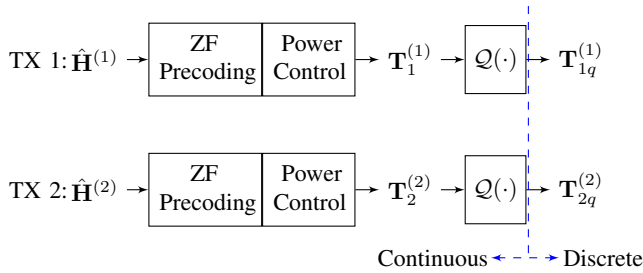 TX 1: Ĥ⁽¹⁾ ZF Precoding Power Control T₁⁽¹⁾ 𝒬(·) T₁q⁽¹⁾
TX 2: Ĥ⁽²⁾ ZF Precoding Power Control T₂⁽²⁾ 𝒬(·) T₂q⁽²⁾
Continuous Discrete